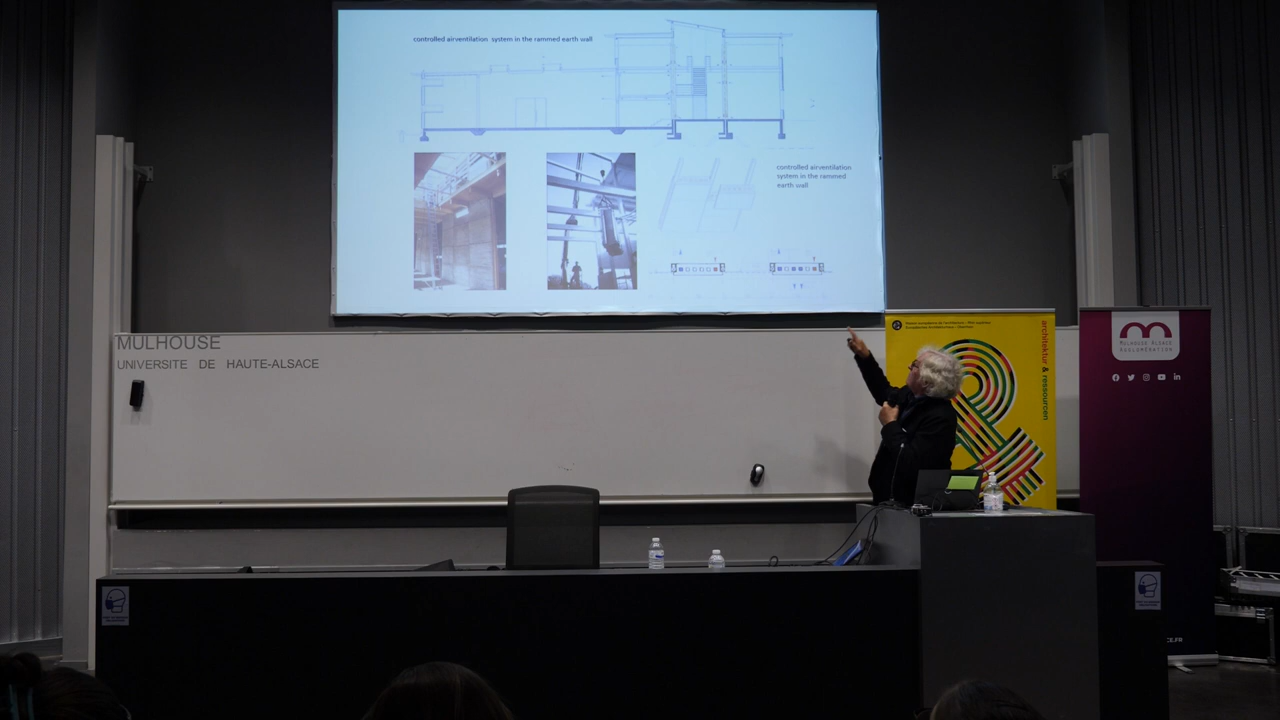 controlled airventilation system in the rammed earth wall
controlled airventilation
system in the rammed
earth wall
MULHOUSE
UNIVERSITE DE HAUTE-ALSACE
architektur & ressourcen
MULHOUSE ALSACE
AGGLOMÉRATION